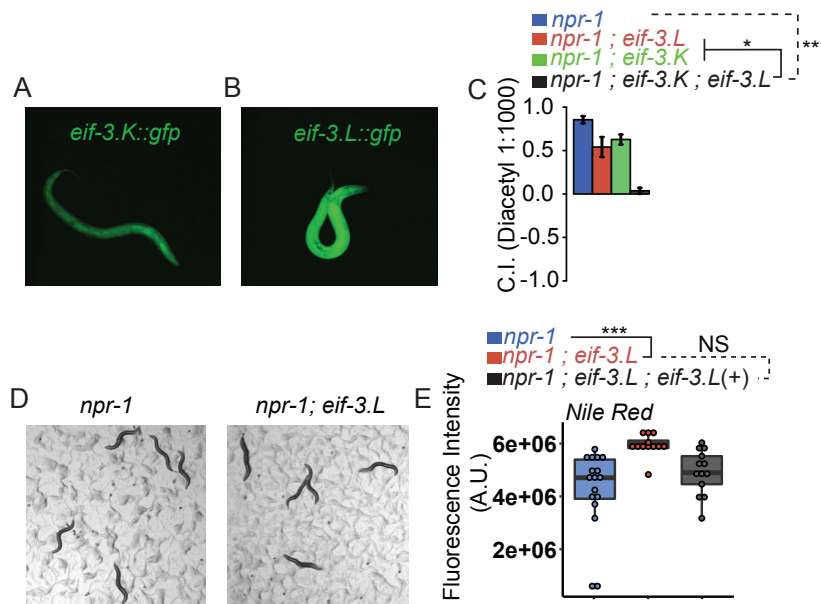 npr-1
npr-1 ; eif-3.L
npr-1 ; eif-3.K
npr-1 ; eif-3.K ; eif-3.L
*
A
eif-3.K::gfp
B
eif-3.L::gfp
C
C.I. (Diacetyl 1:1000)
1.0
0.5
0.0
-0.5
-1.0
D
npr-1
npr-1; eif-3.L
E
npr-1
npr-1 ; eif-3.L
npr-1 ; eif-3.L ; eif-3.L(+)
***
NS
Nile Red
Fluorescence Intensity
(A.U.)
6e+06
4e+06
2e+06